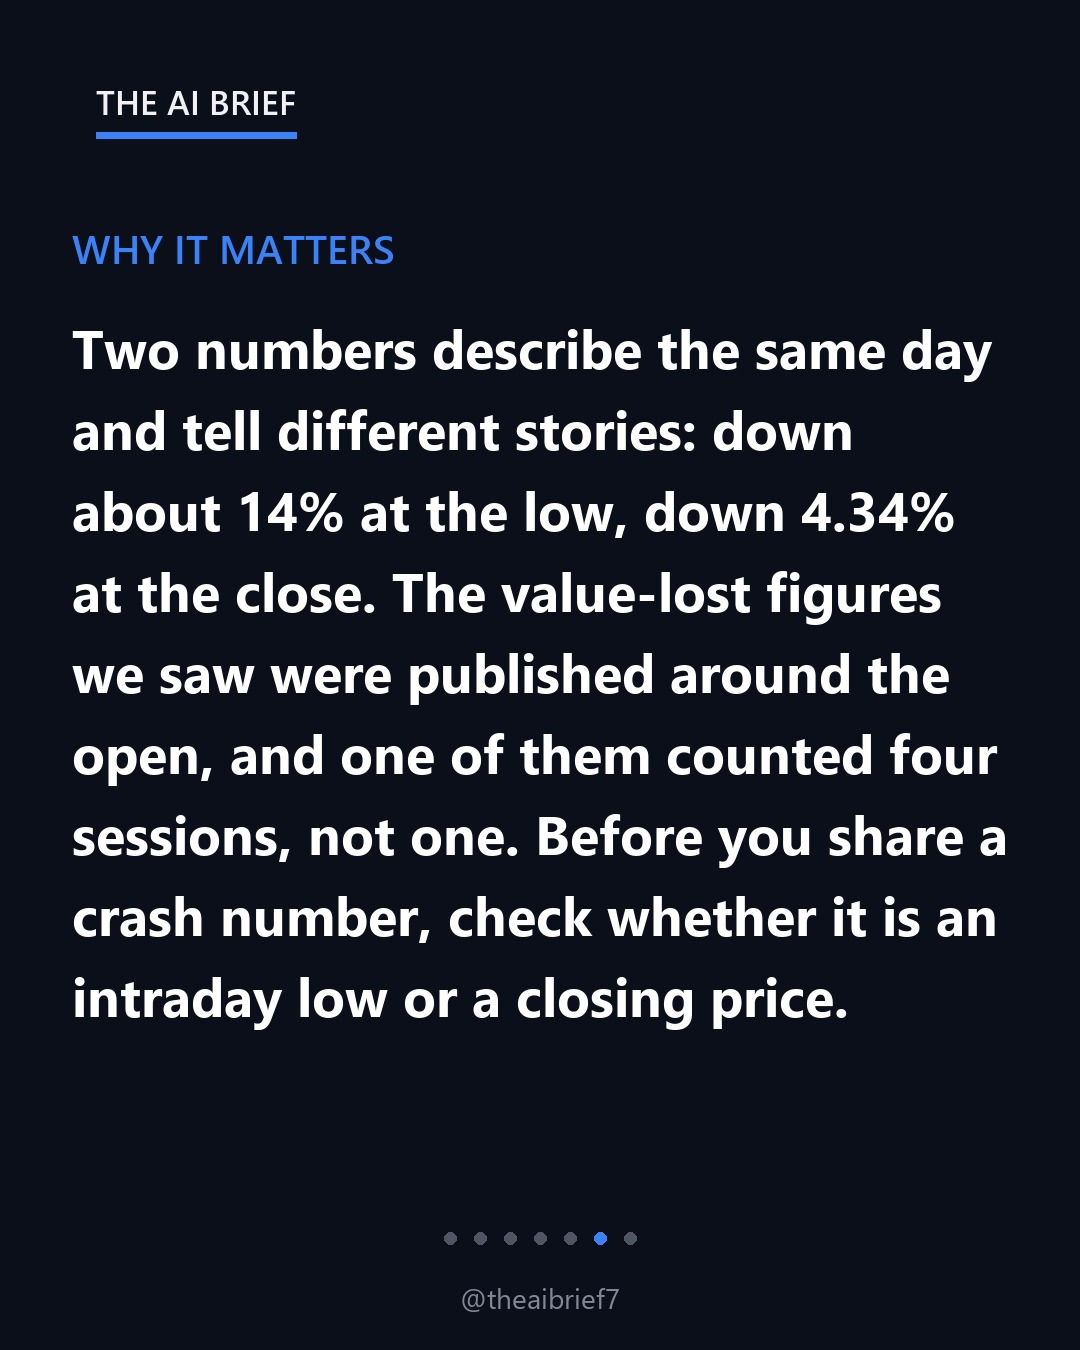 THE AI BRIEF
WHY IT MATTERS
Two numbers describe the same day
and tell different stories: down
about 14% at the low, down 4.34%
at the close. The value-lost figures
we saw were published around the
open, and one of them counted four
sessions, not one. Before you share a
crash number, check whether it is an
intraday low or a closing price.
@theaibrief7